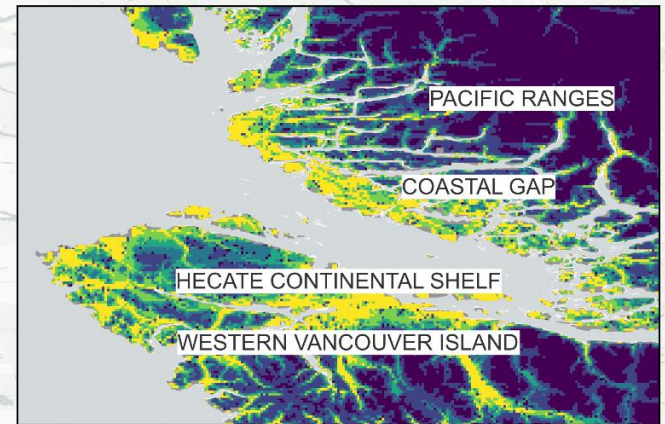 PACIFIC RANGES
COASTAL GAP
HECATE CONTINENTAL SHELF
WESTERN VANCOUVER ISLAND